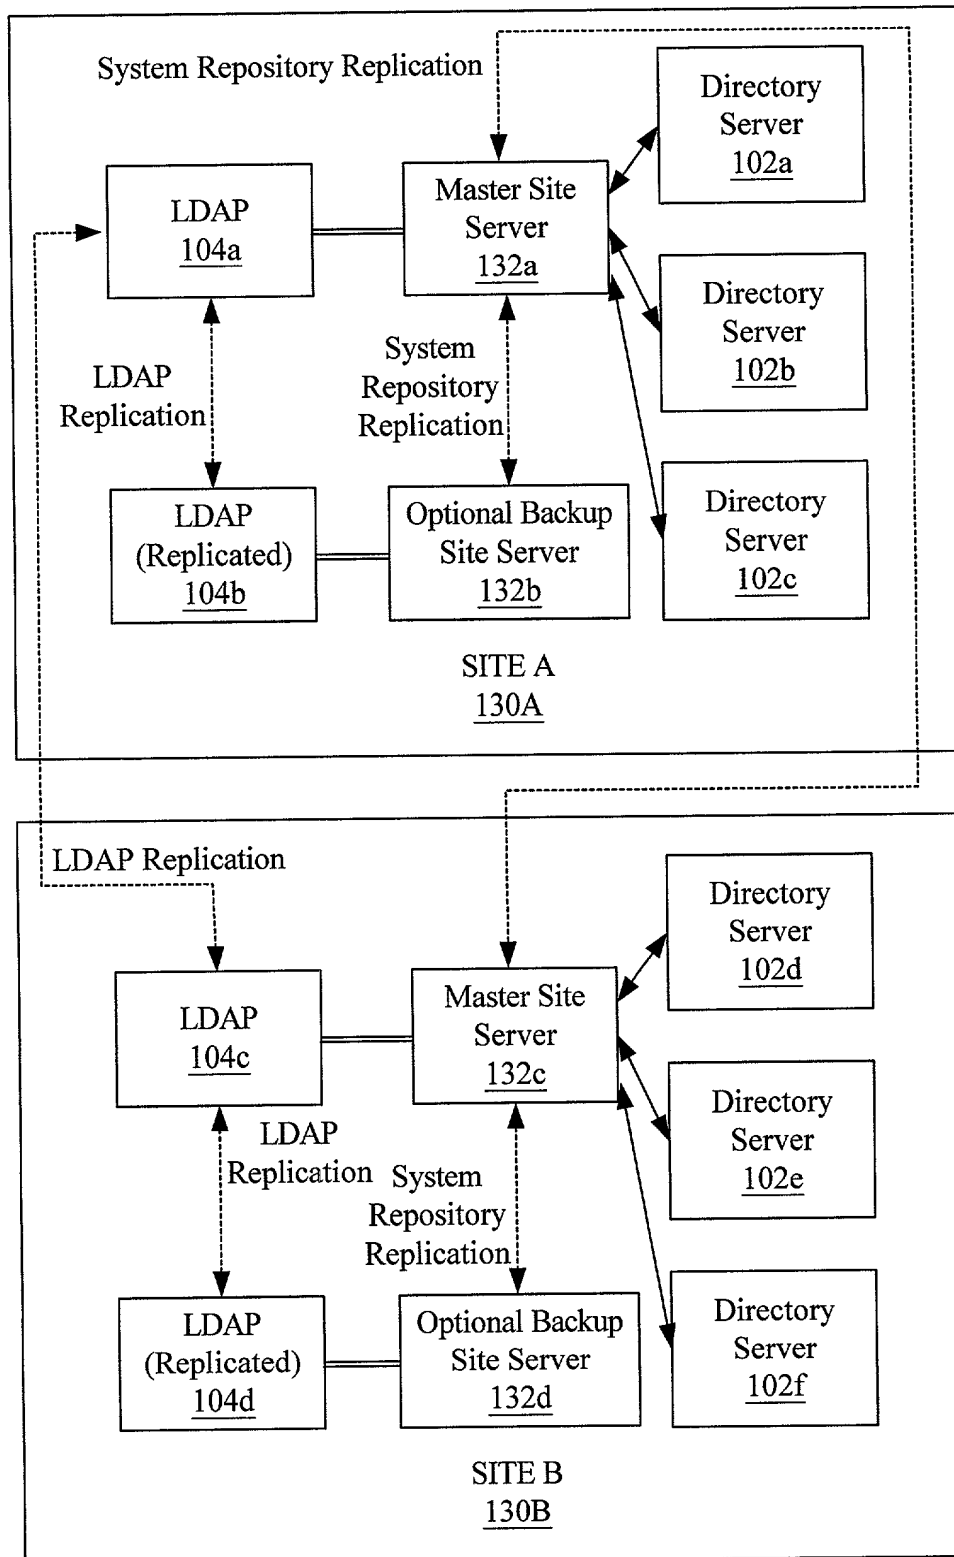 System Repository Replication
Directory
Server
102a
LDAP
104a
Master Site
Server
132a
Directory
Server
102b
LDAP
Replication
System
Repository
Replication
LDAP
(Replicated)
104b
Optional Backup
Site Server
132b
Directory
Server
102c
SITE A
130A
LDAP Replication
Directory
Server
102d
LDAP
104c
Master Site
Server
132c
Directory
Server
102e
LDAP
Replication
System
Repository
Replication
LDAP
(Replicated)
104d
Optional Backup
Site Server
132d
Directory
Server
102f
SITE B
130B